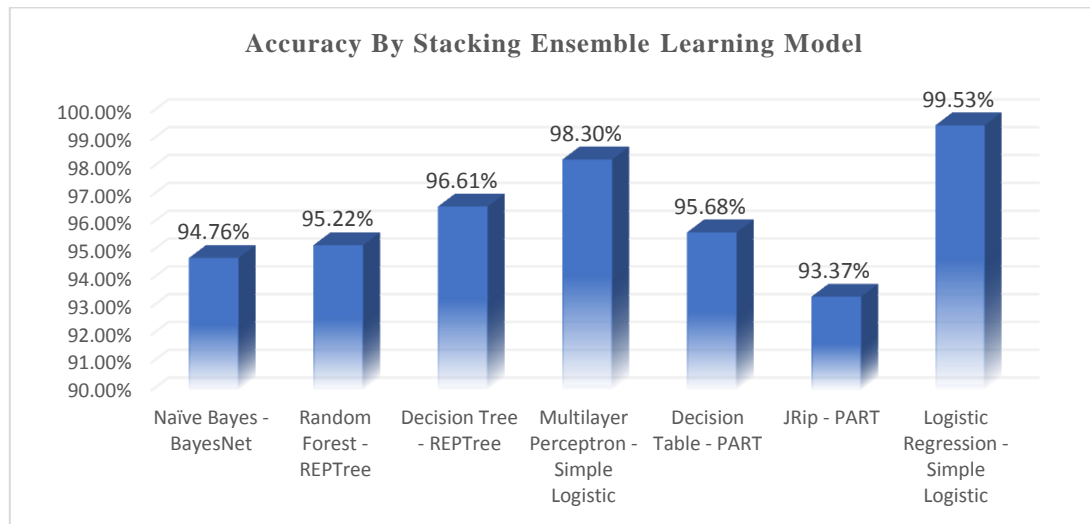 Accuracy By Stacking Ensemble Learning Model
100.00%
99.00%
98.00%
97.00%
96.00%
95.00%
94.00%
93.00%
92.00%
91.00%
90.00%
94.76%
95.22%
96.61%
98.30%
95.68%
93.37%
99.53%
Naïve Bayes -
BayesNet
Random
Forest -
REPTree
Decision Tree
- REPTree
Multilayer
Perceptron -
Simple
Logistic
Decision
Table - PART
JRip - PART
Logistic
Regression -
Simple
Logistic